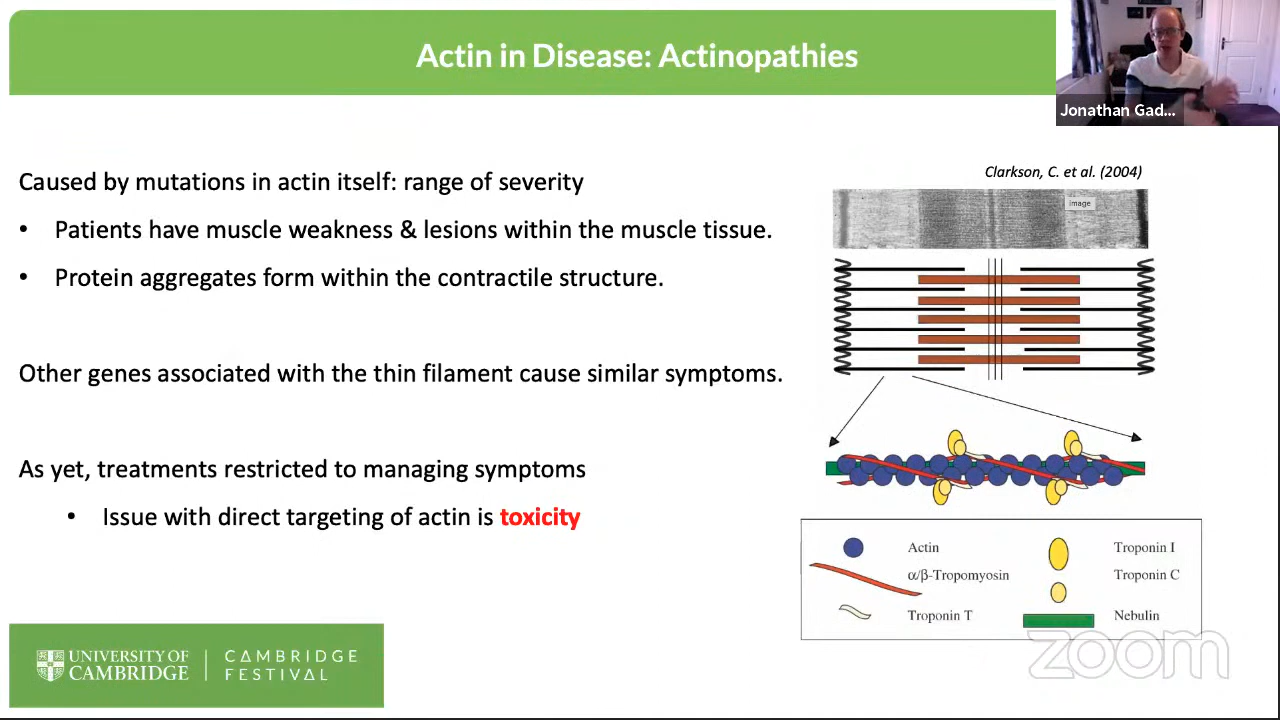 Actin in Disease: Actinopathies
Jonathan Gad...
Caused by mutations in actin itself: range of severity
• Patients have muscle weakness & lesions within the muscle tissue.
• Protein aggregates form within the contractile structure.
Other genes associated with the thin filament cause similar symptoms.
As yet, treatments restricted to managing symptoms
• Issue with direct targeting of actin is toxicity
Clarkson, C. et al. (2004)
image
Actin
α/β-Tropomyosin
Troponin T
Troponin I
Troponin C
Nebulin
UNIVERSITY OF
CAMBRIDGE
CAMBRIDGE
FESTIVAL
zoom